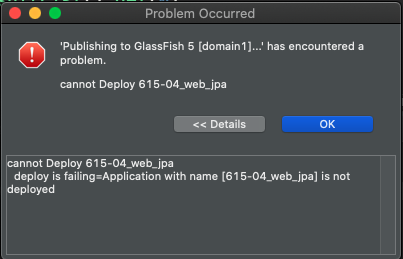 Problem Occurred
'Publishing to GlassFish 5 [domain1]...' has encountered a
problem.
cannot Deploy 615-04_web_jpa
<< Details
OK
cannot Deploy 615-04_web_jpa
deploy is failing=Application with name [615-04_web_jpa] is not
deployed